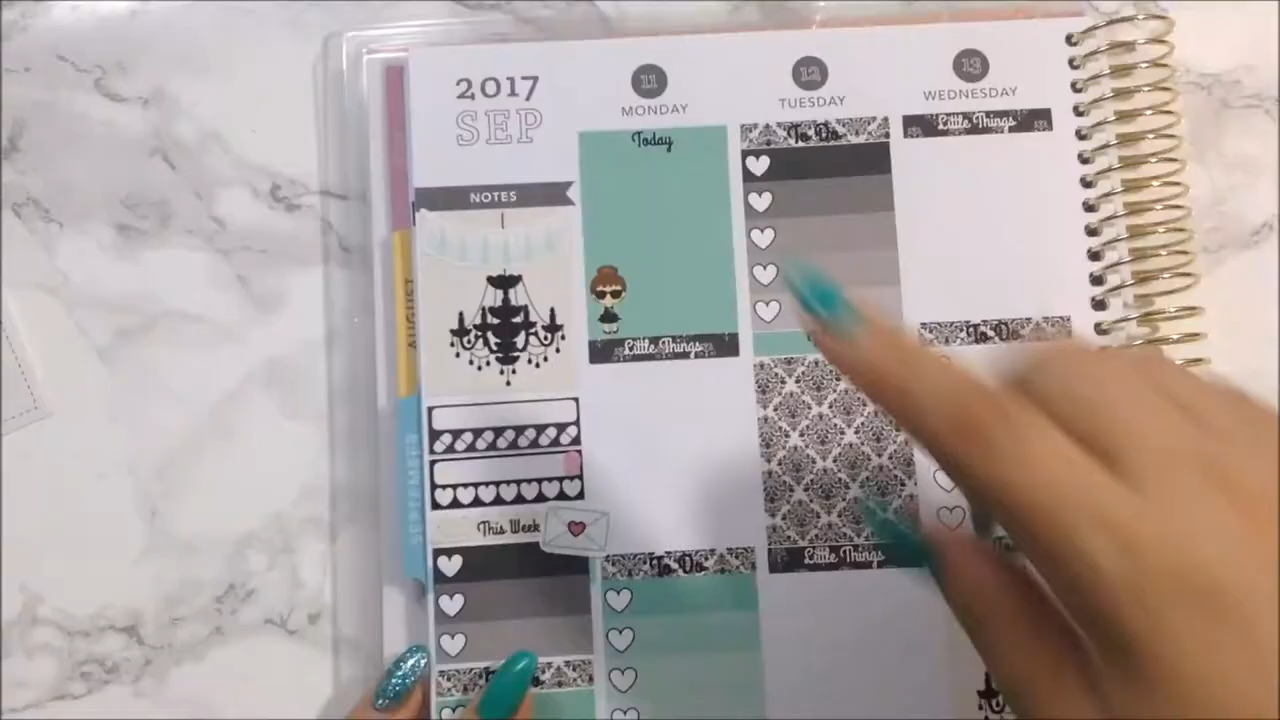 2017
SEP
11
MONDAY
12
TUESDAY
13
WEDNESDAY
NOTES
Today
To Do
Little Things
Little Things
To Do
AUGUST
SEPTEMBER
This Week
To Do
Little Things